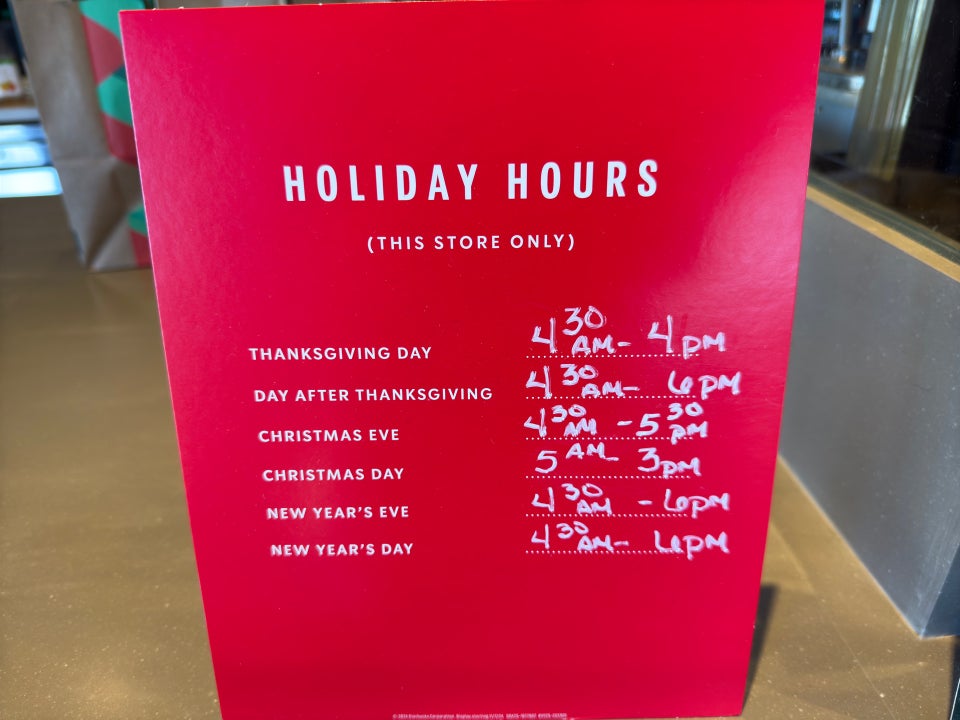 HOLIDAY HOURS
(THIS STORE ONLY)
THANKSGIVING DAY 4 30 AM- 4 PM
DAY AFTER THANKSGIVING 4 30 AM- 6 PM
CHRISTMAS EVE 4 30 AM - 5 30 PM
CHRISTMAS DAY 5 AM- 3 PM
NEW YEAR'S EVE 4 30 AM - 6 PM
NEW YEAR'S DAY 4 30 AM- 6 PM
Starbucks Corporation.